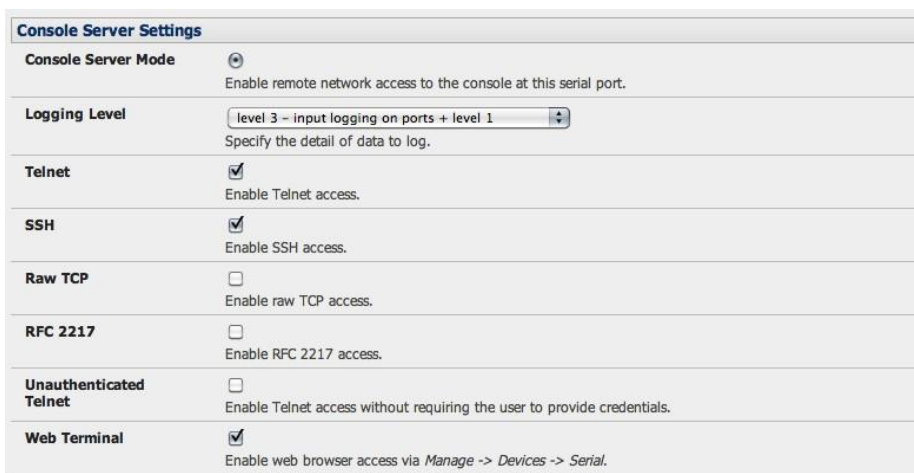 Console Server Settings
Console Server Mode
Enable remote network access to the console at this serial port.
Logging Level
level 3 – input logging on ports + level 1
Specify the detail of data to log.
Telnet
Enable Telnet access.
SSH
Enable SSH access.
Raw TCP
Enable raw TCP access.
RFC 2217
Enable RFC 2217 access.
Unauthenticated
Telnet
Enable Telnet access without requiring the user to provide credentials.
Web Terminal
Enable web browser access via Manage -> Devices -> Serial.